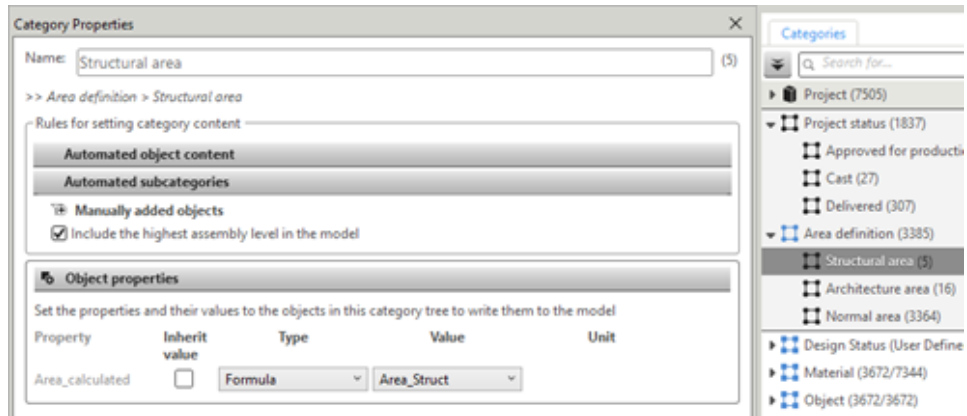 Category Properties
Name: Structural area (5)
>> Area definition > Structural area
Rules for setting category content
Automated object content
Automated subcategories
Manually added objects
Include the highest assembly level in the model
Object properties
Set the properties and their values to the objects in this category tree to write them to the model
Property Inherit value Type Value Unit
Area_calculated Formula Area_Struct
Categories
Search for...
Project (7505)
Project status (1837)
Approved for producti
Cast (27)
Delivered (307)
Area definition (3385)
Structural area (5)
Architecture area (16)
Normal area (3364)
Design Status (User Define
Material (3672/7344)
Object (3672/3672)